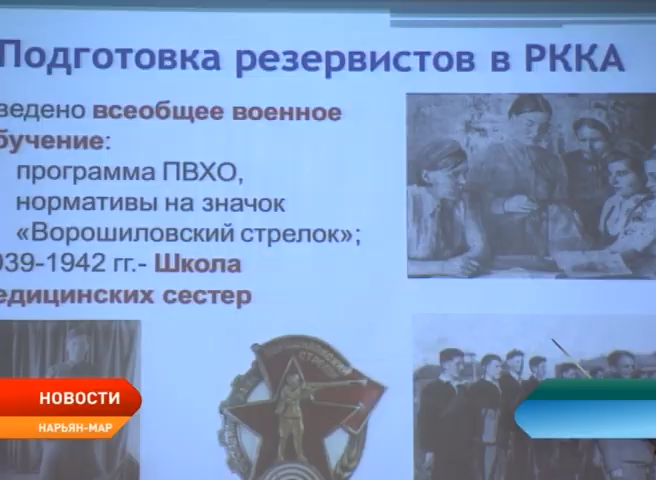 Подготовка резервистов в РККА
ведено всеобщее военное
бучение:
программа ПВХО,
нормативы на значок
«Ворошиловский стрелок»;
939-1942 гг.- Школа
едицинских сестер
НОВОСТИ
НАРЬЯН-МАР